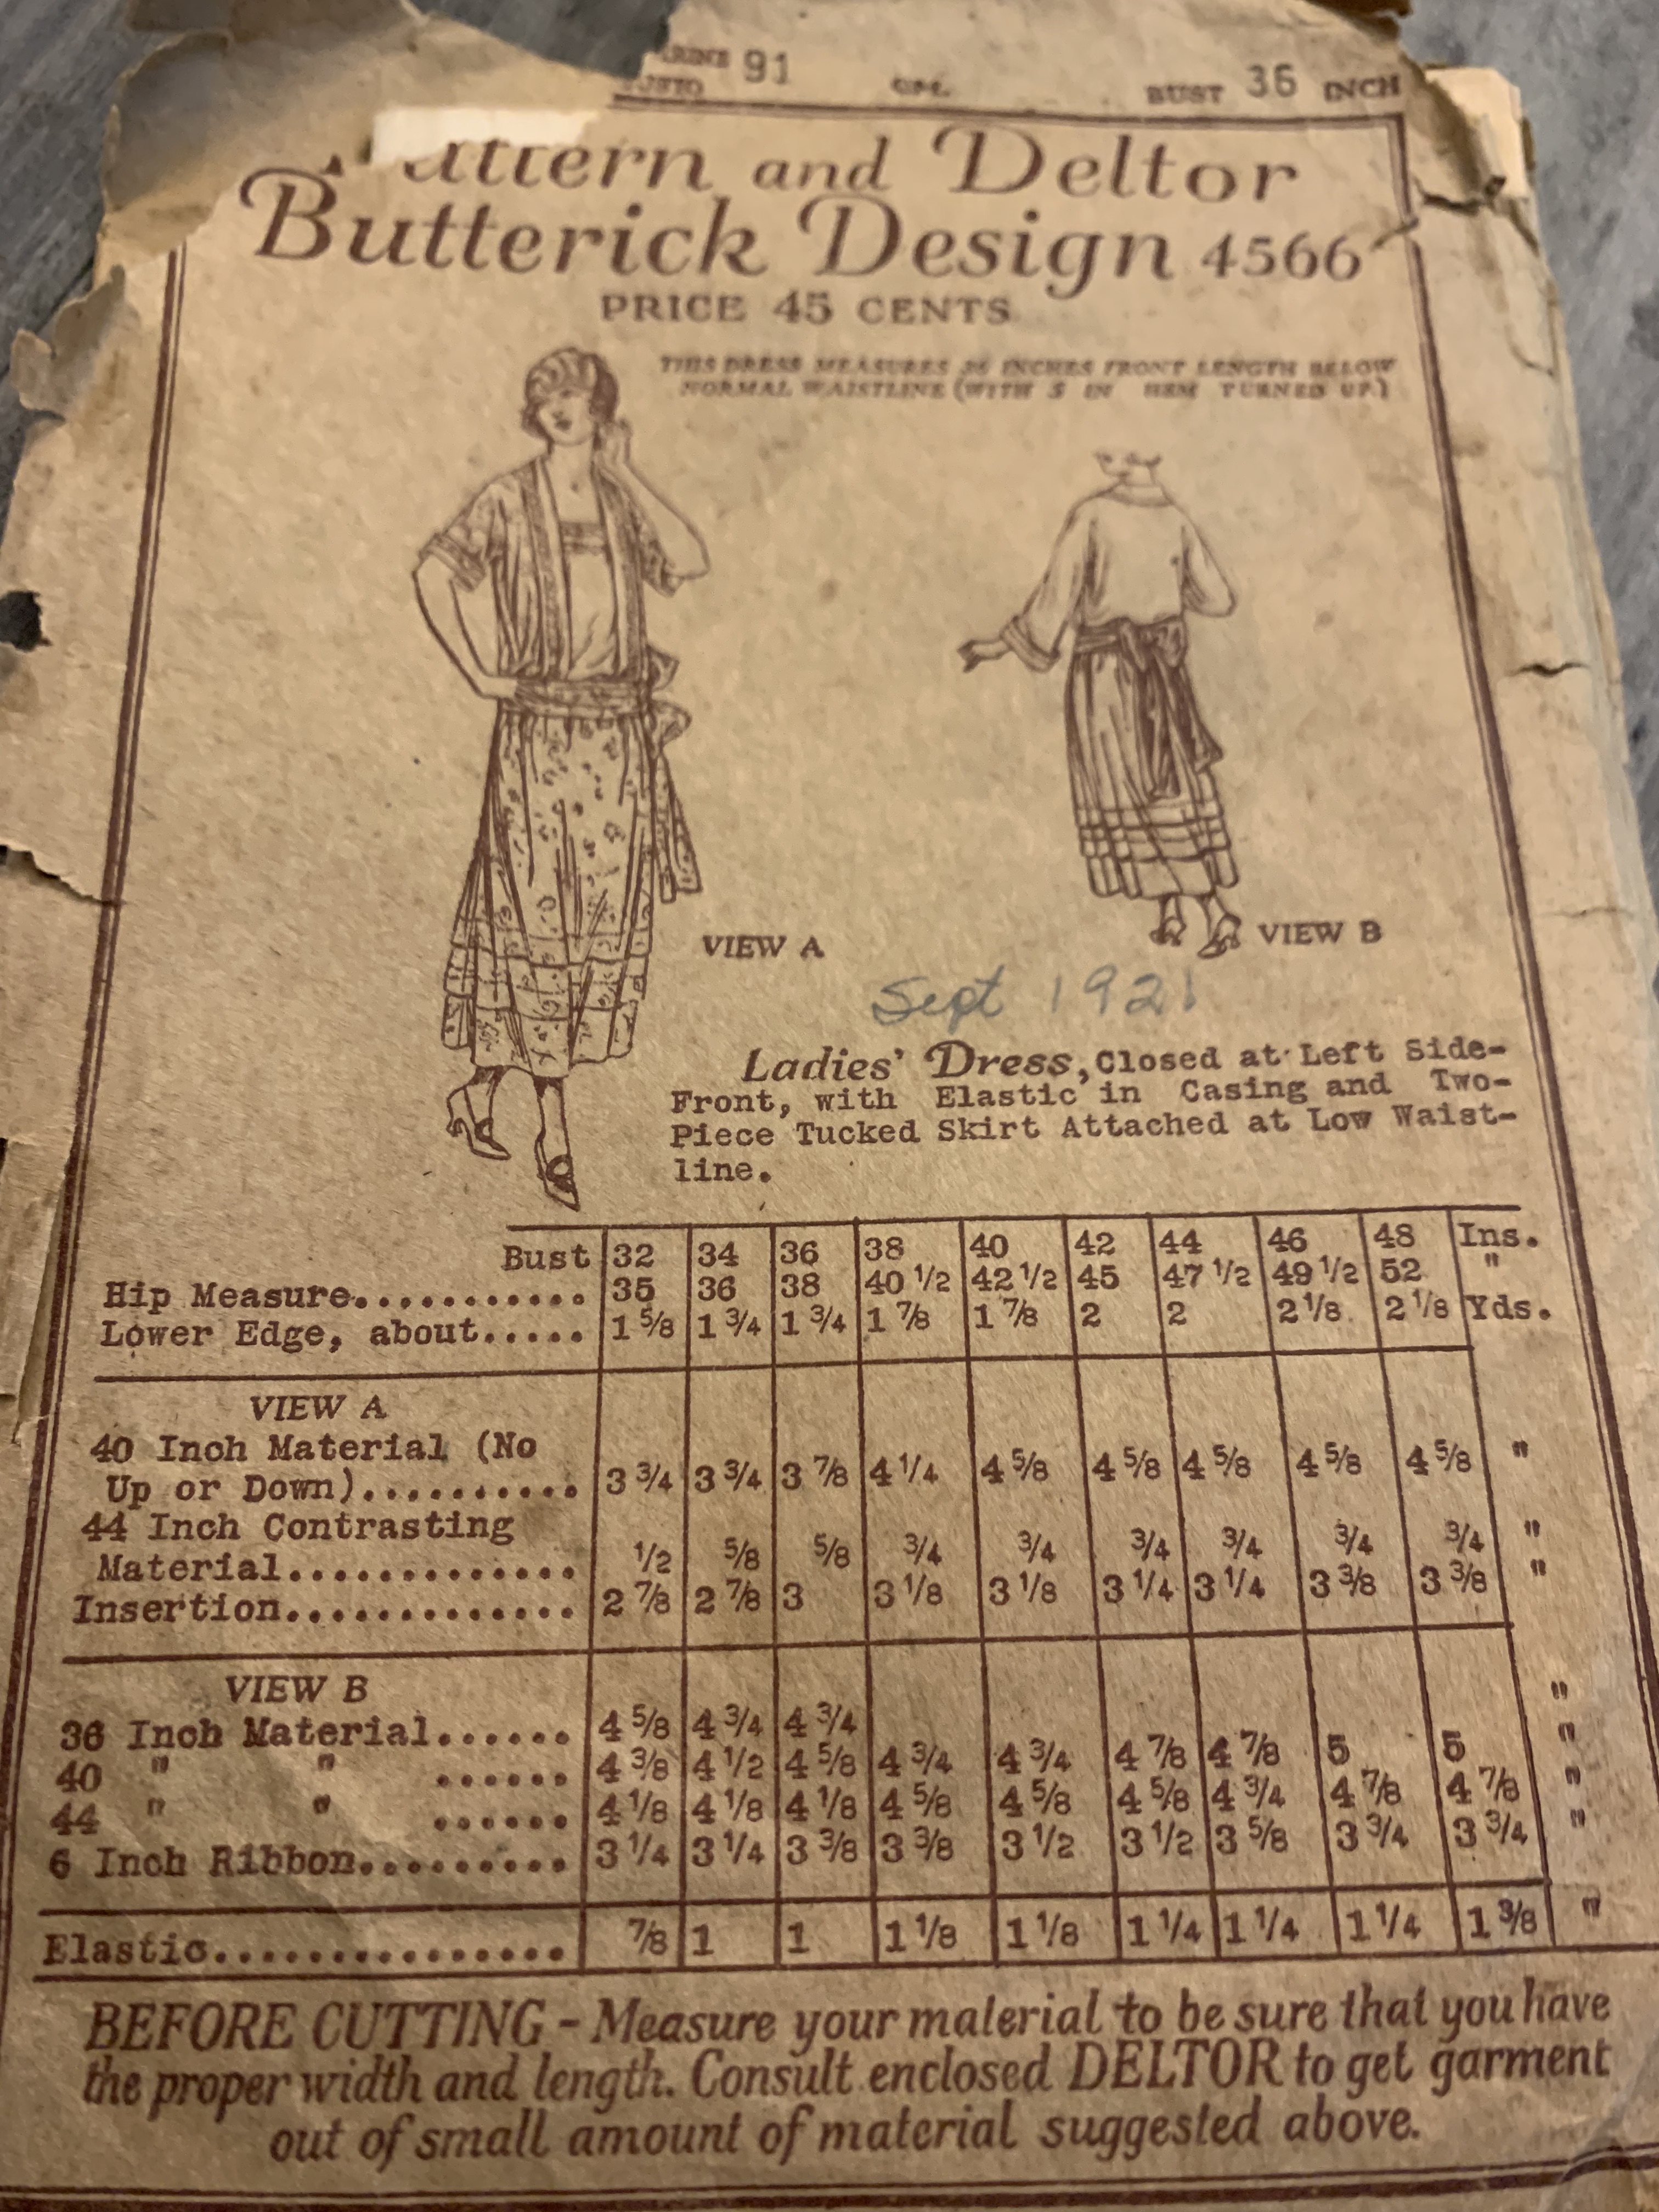 91 BUST 36 INCH
and Deltor
Butterick Design 4566
PRICE 45 CENTS
THIS DRESS MEASURES 36 INCHES FRONT LENGTH BELOW
NORMAL WAISTLINE (WITH 5 IN HEM TURNED UP.)
VIEW A
VIEW B
Sept 1921
Ladies' Dress, Closed at Left Side-
Front, with Elastic in Casing and Two-
Piece Tucked Skirt Attached at Low Waist-
line.
Bust 32 34 36 38 40 42 44 46 48 Ins.
Hip Measure........... 35 36 38 40 1/2 42 1/2 45 47 1/2 49 1/2 52 "
Lower Edge, about..... 1 5/8 1 3/4 1 3/4 1 7/8 1 7/8 2 2 2 1/8 2 1/8 Yds.
VIEW A
40 Inch Material (No
Up or Down).......... 3 3/4 3 3/4 3 7/8 4 1/4 4 5/8 4 5/8 4 5/8 4 5/8 4 5/8 "
44 Inch Contrasting
Material............. 1/2 5/8 5/8 3/4 3/4 3/4 3/4 3/4 3/4 "
Insertion............. 2 7/8 2 7/8 3 3 1/8 3 1/8 3 1/4 3 1/4 3 3/8 3 3/8 "
VIEW B
36 Inch Material...... 4 5/8 4 3/4 4 3/4 "
40 " " ...... 4 3/8 4 1/2 4 5/8 4 3/4 4 3/4 4 7/8 4 7/8 5 5 "
44 " " ...... 4 1/8 4 1/8 4 1/8 4 5/8 4 5/8 4 5/8 4 3/4 4 7/8 4 7/8 "
6 Inch Ribbon......... 3 1/4 3 1/4 3 3/8 3 3/8 3 1/2 3 1/2 3 5/8 3 3/4 3 3/4 "
Elastic............... 7/8 1 1 1 1/8 1 1/8 1 1/4 1 1/4 1 1/4 1 3/8 "
BEFORE CUTTING - Measure your material to be sure that you have
the proper width and length. Consult enclosed DELTOR to get garment
out of small amount of material suggested above.